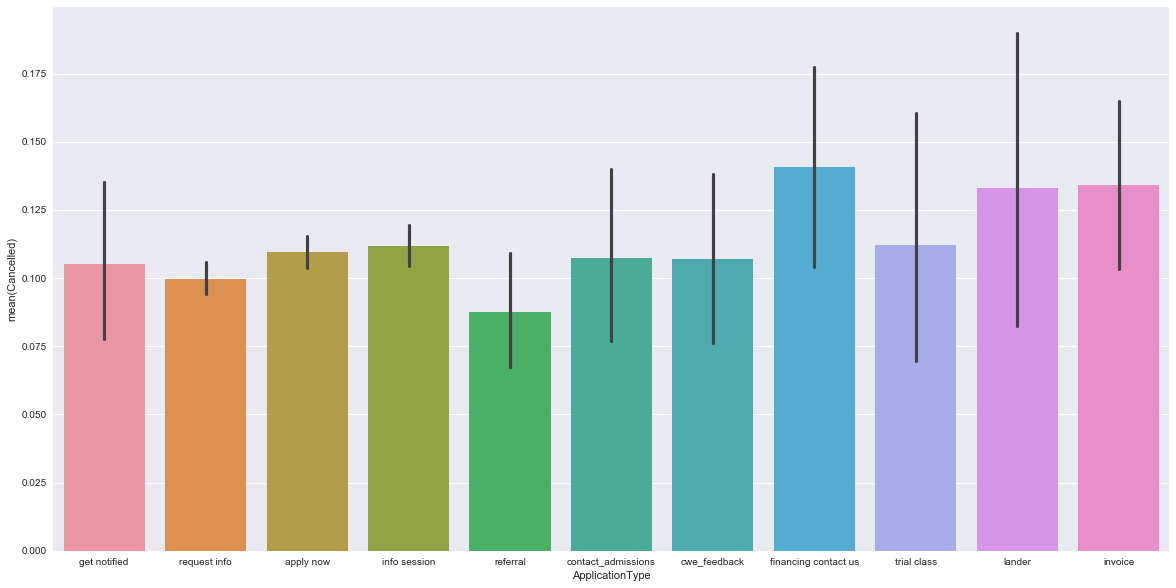 0.175
0.150
0.125
0.100
0.075
0.050
0.025
0.000
mean(Cancelled)
get notified request info apply now info session referral contact_admissions cwe_feedback financing contact us trial class lander invoice
ApplicationType